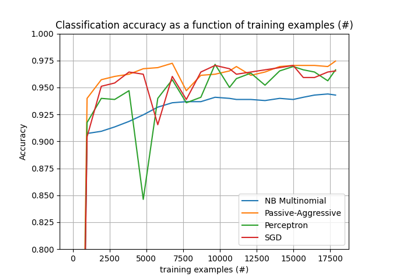 Classification accuracy as a function of training examples (#)
1.000
0.975
0.950
0.925
0.900
0.875
0.850
0.825
0.800
Accuracy
NB Multinomial
Passive-Aggressive
Perceptron
SGD
0 2500 5000 7500 10000 12500 15000 17500
training examples (#)